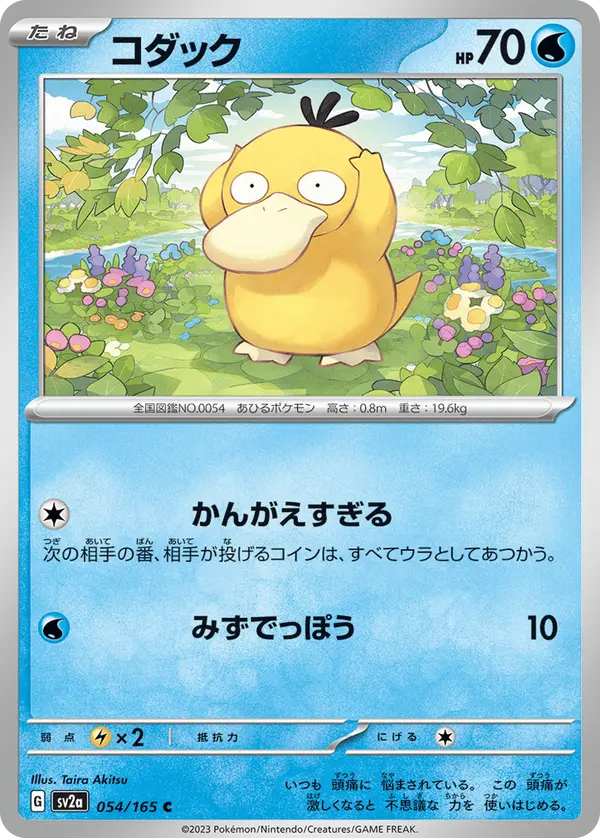 たね コダック HP70
全国図鑑NO.0054 あひるポケモン 高さ:0.8m 重さ:19.6kg
かんがえすぎる
次の相手の番、相手が投げるコインは、すべてウラとしてあつかう。
みずでっぽう 10
弱点 ×2 抵抗力 にげる
Illus. Taira Akitsu
G sv2a 054/165 C
いつも 頭痛に 悩まされている。 この 頭痛が
激しくなると 不思議な 力を 使いはじめる。
©2023 Pokémon/Nintendo/Creatures/GAME FREAK.